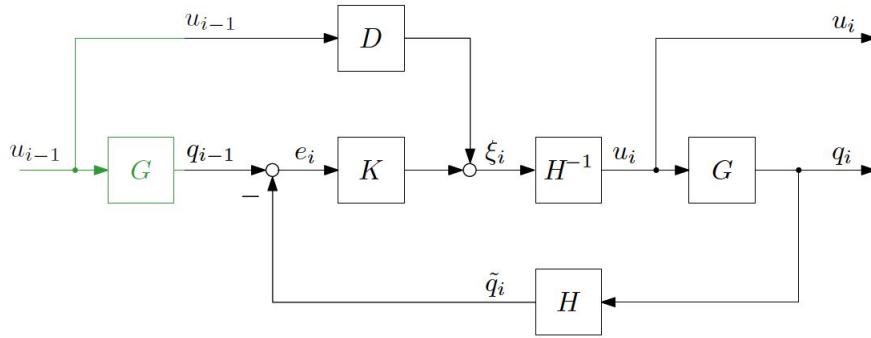 u_{i-1} D u_i
u_{i-1} G q_{i-1} e_i K ξ_i H^{-1} u_i G q_i
−
q̃_i H